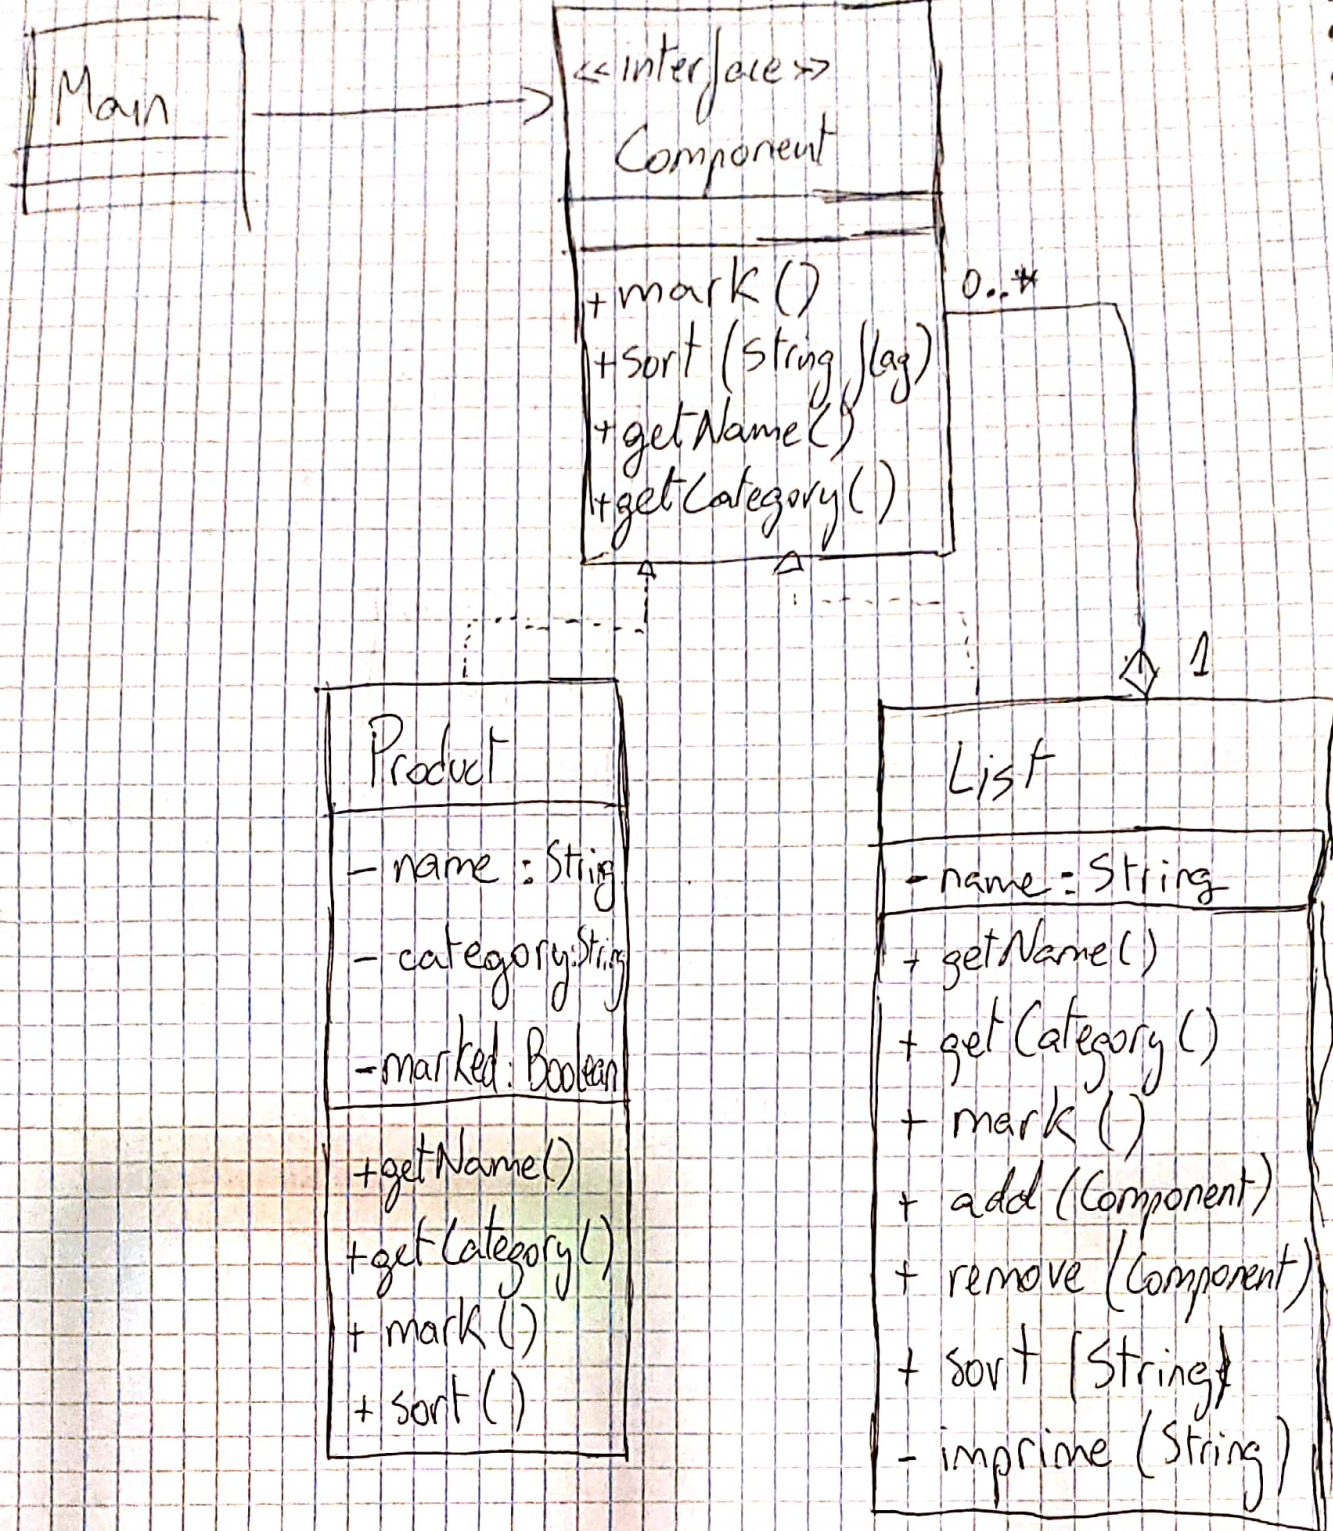 Main
<<interface>>
Component
+mark()
+sort (String flag)
+getName()
+getCategory()
0..*
1
Product
- name : String
- category:String
-marked: Boolean
+getName()
+getCategory()
+ mark()
+ sort()
List
- name : String
+ getName()
+ getCategory()
+ mark()
+ add (Component)
+ remove (Component)
+ sort (String)
- imprime (String)